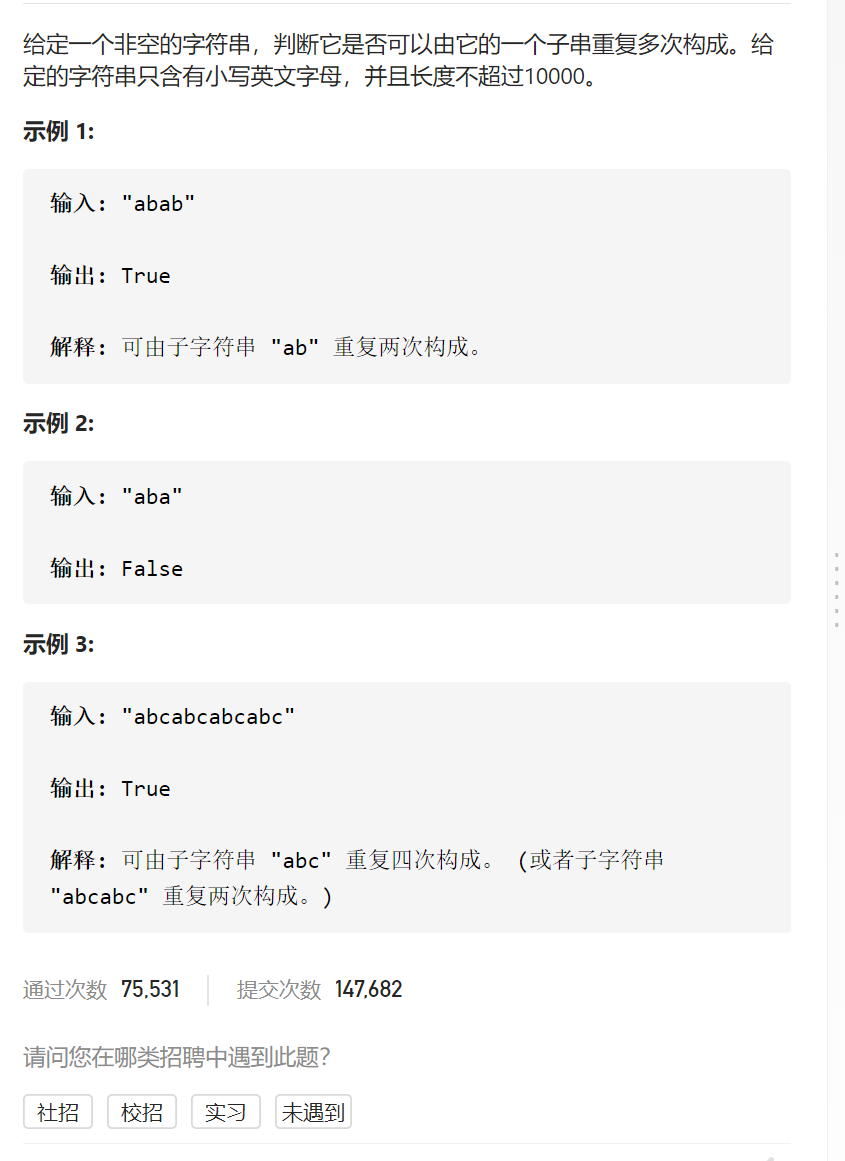 给定一个非空的字符串，判断它是否可以由它的一个子串重复多次构成。给
定的字符串只含有小写英文字母，并且长度不超过10000。
示例 1:
输入: "abab"
输出: True
解释: 可由子字符串 "ab" 重复两次构成。
示例 2:
输入: "aba"
输出: False
示例 3:
输入: "abcabcabcabc"
输出: True
解释: 可由子字符串 "abc" 重复四次构成。 (或者子字符串
"abcabc" 重复两次构成。)
通过次数 75,531 提交次数 147,682
请问您在哪类招聘中遇到此题？
社招 校招 实习 未遇到